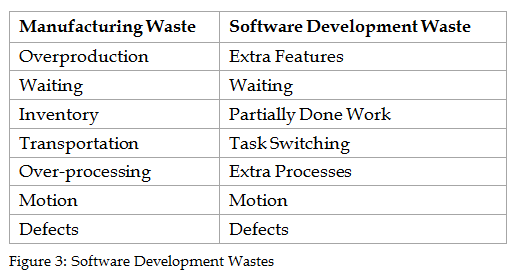 Manufacturing Waste Software Development Waste
Overproduction Extra Features
Waiting Waiting
Inventory Partially Done Work
Transportation Task Switching
Over-processing Extra Processes
Motion Motion
Defects Defects
Figure 3: Software Development Wastes